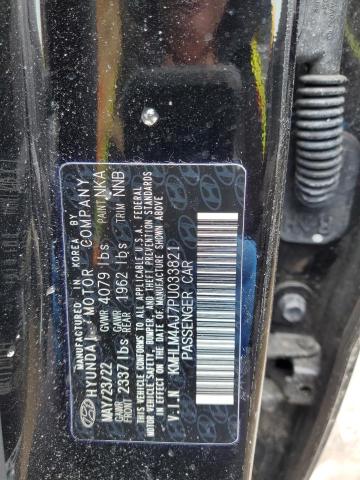 MANUFACTURED IN KOREA BY
HYUNDAI MOTOR COMPANY
MAY/23/22 GVWR 4079 lbs PAINT NKA
GAWR FRONT 2337 lbs GAWR REAR 1962 lbs TRIM NNB
THIS VEHICLE CONFORMS TO ALL APPLICABLE U.S.A. FEDERAL
MOTOR VEHICLE SAFETY, BUMPER, AND THEFT PREVENTION STANDARDS
IN EFFECT ON THE DATE OF MANUFACTURE SHOWN ABOVE
V.I.N KMHLM4AJ7PU033821
PASSENGER CAR